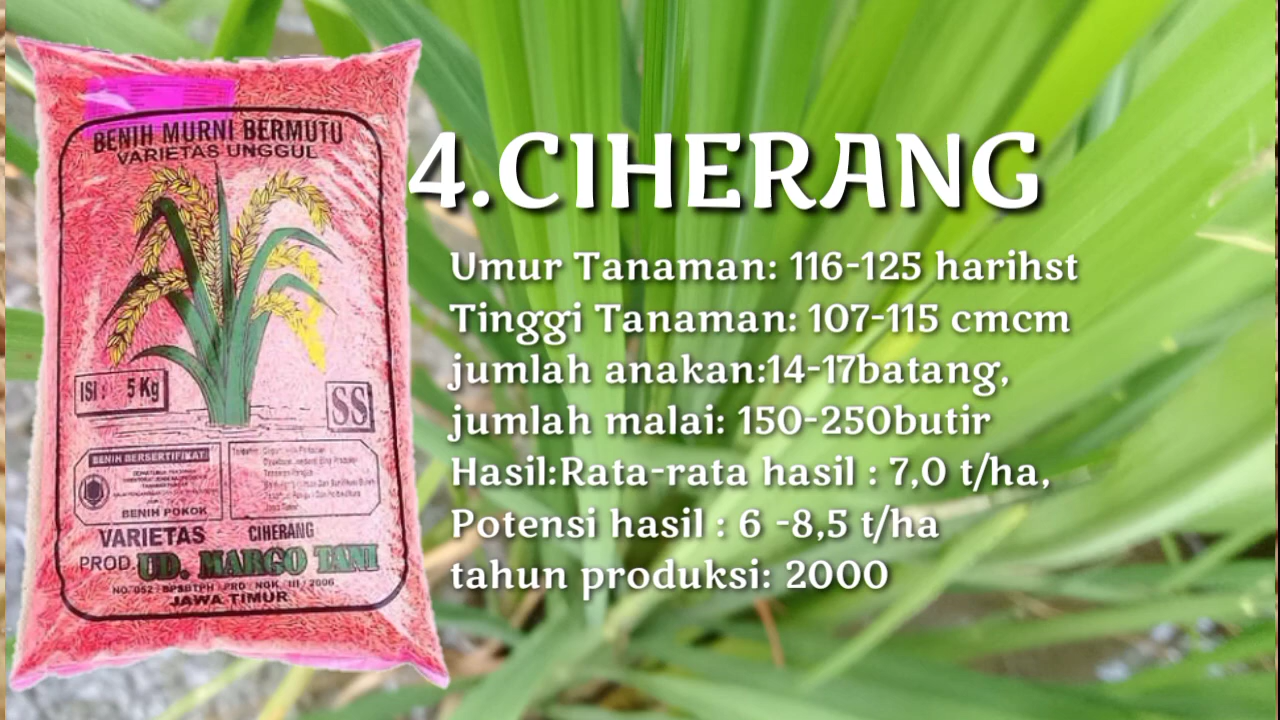 BENIH MURNI BERMUTU
VARIETAS UNGGUL
ISI : 5 Kg
SS
BENIH BERSERTIFIKAT
BENIH POKOK
VARIETAS CIHERANG
PROD. UD. MARGO TANI
JAWA TIMUR
4.CIHERANG
Umur Tanaman: 116-125 harihst
Tinggi Tanaman: 107-115 cmcm
jumlah anakan:14-17batang,
jumlah malai: 150-250butir
Hasil:Rata-rata hasil : 7,0 t/ha,
Potensi hasil : 6 -8,5 t/ha
tahun produksi: 2000